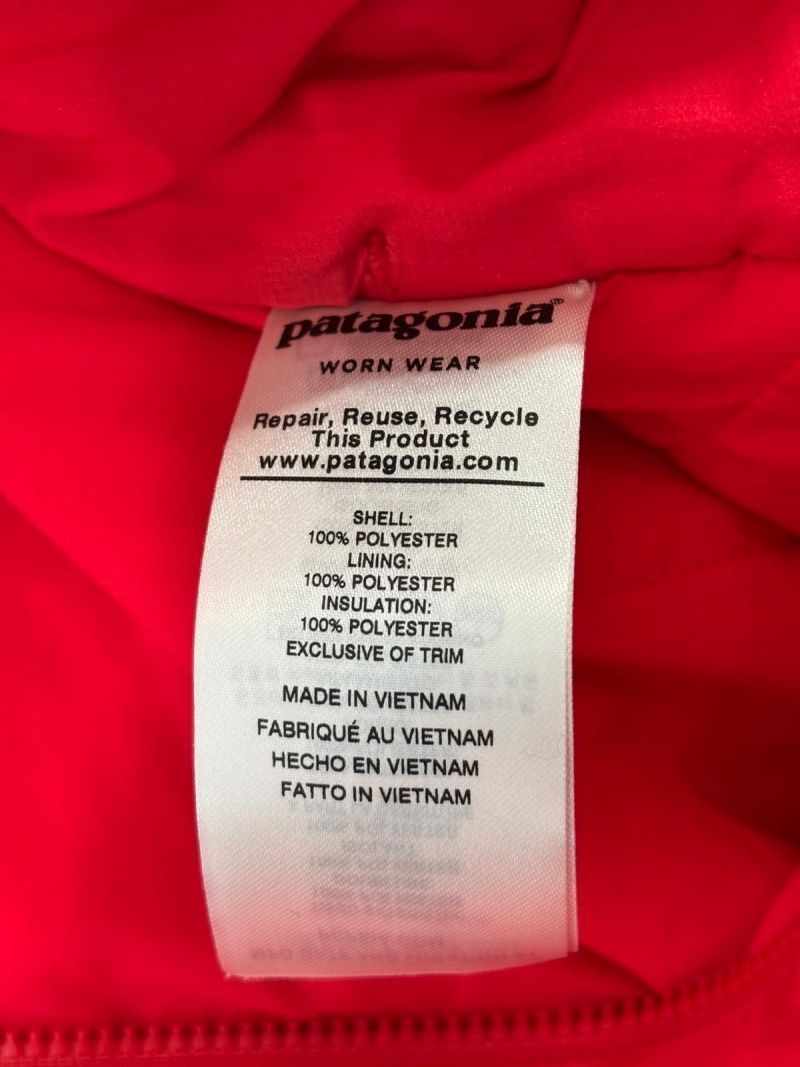 patagonia®
WORN WEAR
Repair, Reuse, Recycle
This Product
www.patagonia.com
SHELL:
100% POLYESTER
LINING:
100% POLYESTER
INSULATION:
100% POLYESTER
EXCLUSIVE OF TRIM
MADE IN VIETNAM
FABRIQUÉ AU VIETNAM
HECHO EN VIETNAM
FATTO IN VIETNAM